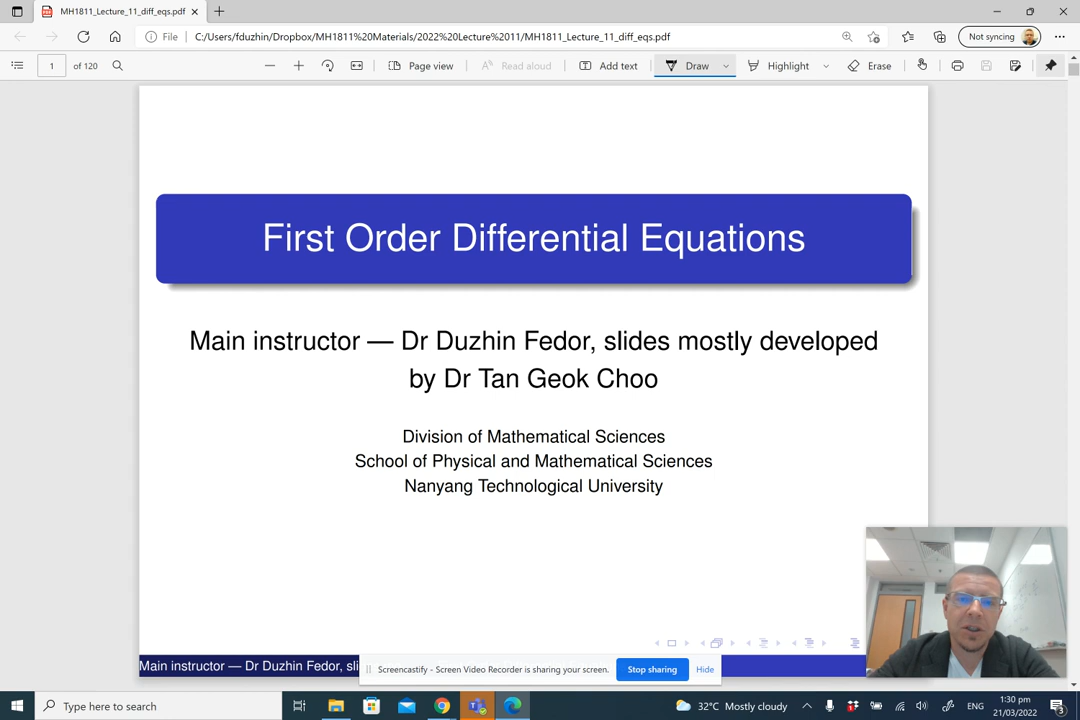 MH1811_Lecture_11_diff_eqs.pdf
File C:/Users/fduzhin/Dropbox/MH1811%20Materials/2022%20Lecture%2011/MH1811_Lecture_11_diff_eqs.pdf Not syncing
1 of 120 Page view Read aloud Add text Draw Highlight Erase
First Order Differential Equations
Main instructor — Dr Duzhin Fedor, slides mostly developed
by Dr Tan Geok Choo
Division of Mathematical Sciences
School of Physical and Mathematical Sciences
Nanyang Technological University
Main instructor — Dr Duzhin Fedor, sli
Screencastify - Screen Video Recorder is sharing your screen. Stop sharing Hide
Type here to search 32°C Mostly cloudy ENG 1:30 pm
21/03/2022 3